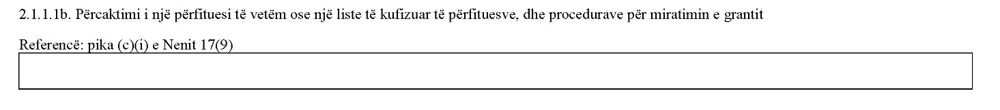 2.1.1.1b. Përcaktimi i një përfituesi të vetëm ose një liste të kufizuar të përfituesve, dhe procedurave për miratimin e grantit
Referencë: pika (c)(i) e Nenit 17(9)